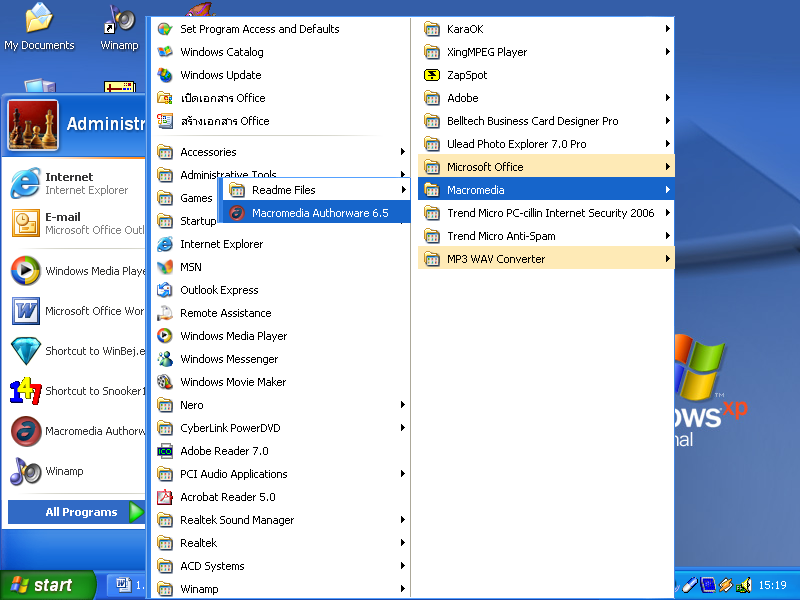 My Documents
Winamp
Administr
Internet
Internet Explorer
E-mail
Microsoft Office Outl
Windows Media Playe
Microsoft Office Wor
Shortcut to WinBej.e
Shortcut to Snooker1
Macromedia Authorw
Winamp
All Programs
Set Program Access and Defaults
Windows Catalog
Windows Update
เปิดเอกสาร Office
สร้างเอกสาร Office
Accessories
Administrative Tools
Games
Startup
Internet Explorer
MSN
Outlook Express
Remote Assistance
Windows Media Player
Windows Messenger
Windows Movie Maker
Nero
CyberLink PowerDVD
Adobe Reader 7.0
PCI Audio Applications
Acrobat Reader 5.0
Realtek Sound Manager
Realtek
ACD Systems
Winamp
Readme Files
Macromedia Authorware 6.5
KaraOK
XingMPEG Player
ZapSpot
Adobe
Belltech Business Card Designer Pro
Ulead Photo Explorer 7.0 Pro
Microsoft Office
Macromedia
Trend Micro PC-cillin Internet Security 2006
Trend Micro Anti-Spam
MP3 WAV Converter
ows xp
nal
start
1.
15:19